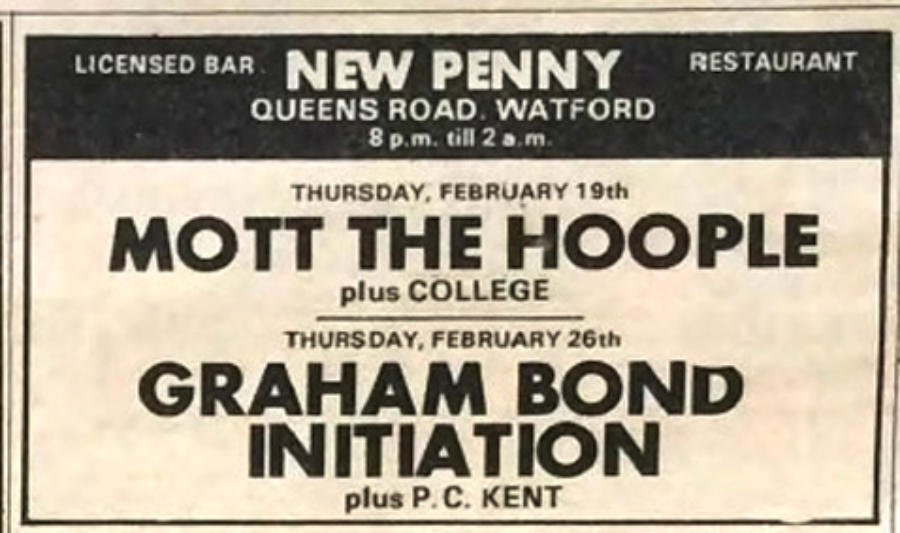 LICENSED BAR NEW PENNY RESTAURANT
QUEENS ROAD. WATFORD
8 p.m. till 2 a.m.
THURSDAY, FEBRUARY 19th
MOTT THE HOOPLE
plus COLLEGE
THURSDAY, FEBRUARY 26th
GRAHAM BOND
INITIATION
plus P.C. KENT